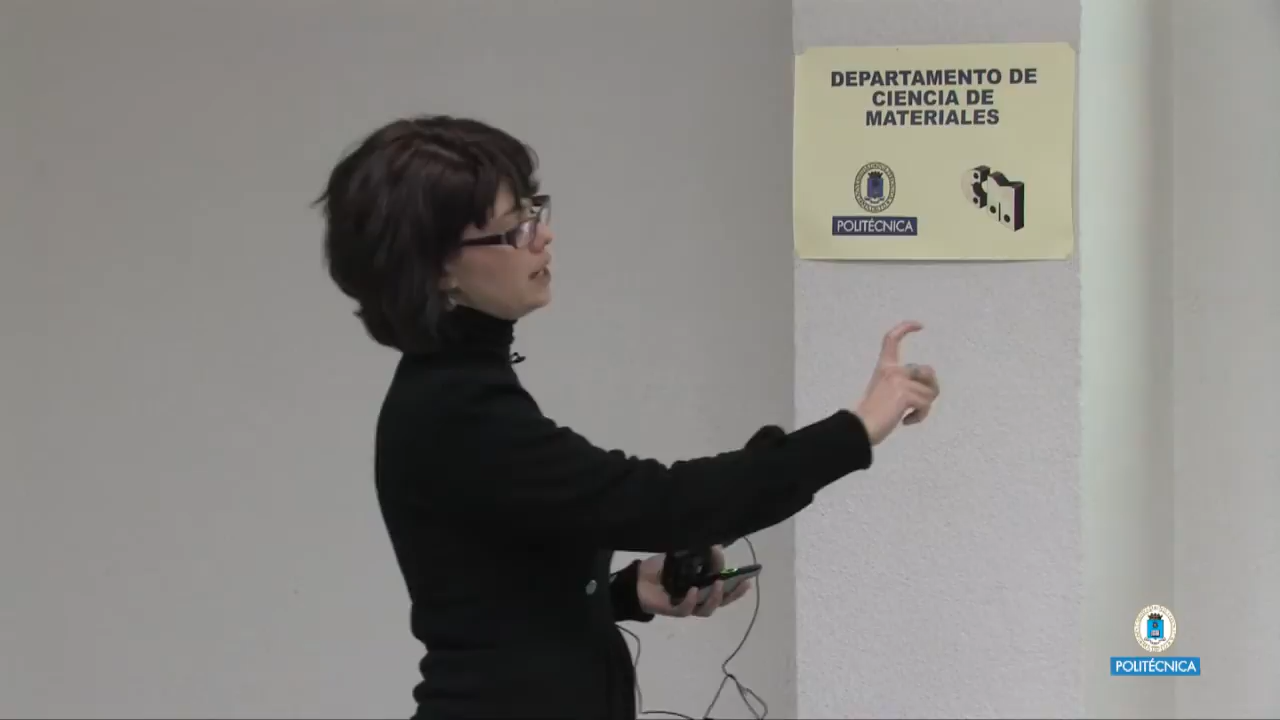 DEPARTAMENTO DE
CIENCIA DE
MATERIALES
POLITÉCNICA
POLITÉCNICA